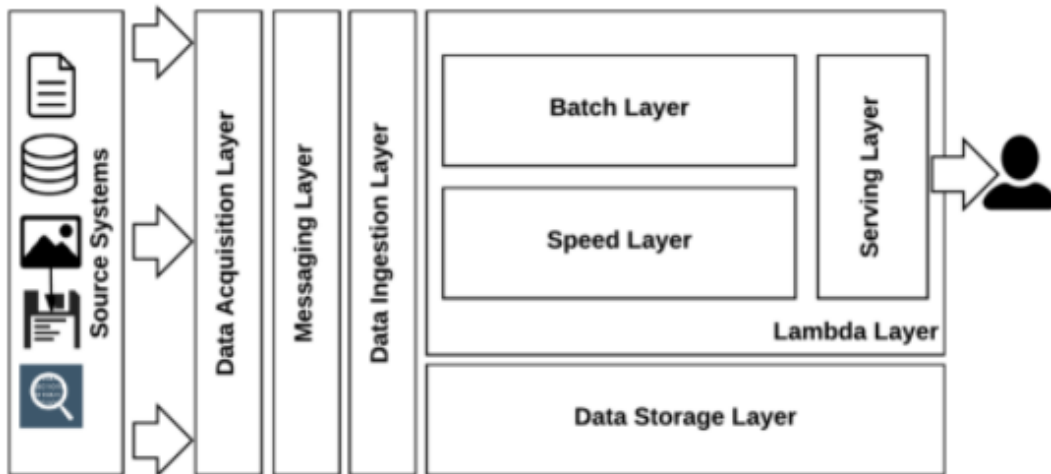 Source Systems
Data Acquisition Layer
Messaging Layer
Data Ingestion Layer
Batch Layer
Speed Layer
Serving Layer
Lambda Layer
Data Storage Layer